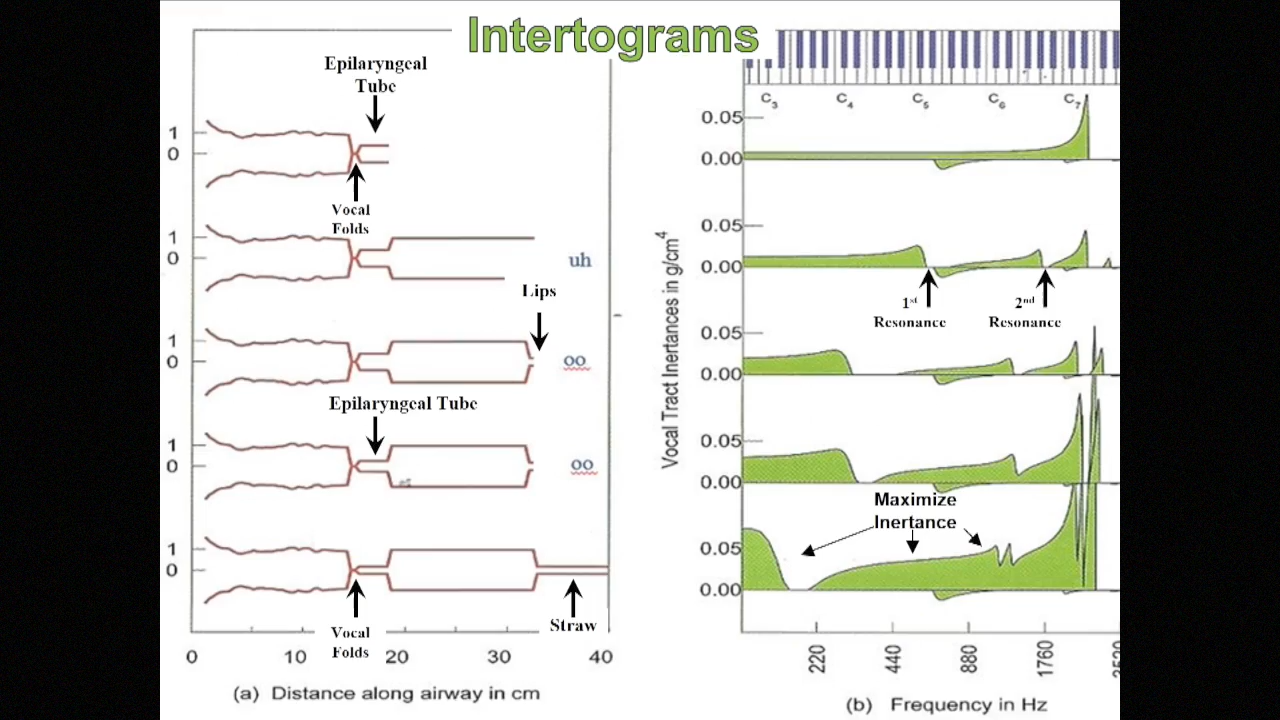 Intertograms
Epilaryngeal
Tube
1
0
Vocal
Folds
1
0
uh
Lips
1
0
oo
Epilaryngeal Tube
1
0
oo
1
0
Vocal
Folds
Straw
0 10 20 30 40
(a) Distance along airway in cm
C3 C4 C5 C6 C7
0.05
0.00
0.05
0.00
1st
Resonance
2nd
Resonance
0.05
0.00
0.05
0.00
Maximize
Inertance
0.05
0.00
Vocal Tract Inertances in g/cm4
220 440 880 1760
(b) Frequency in Hz